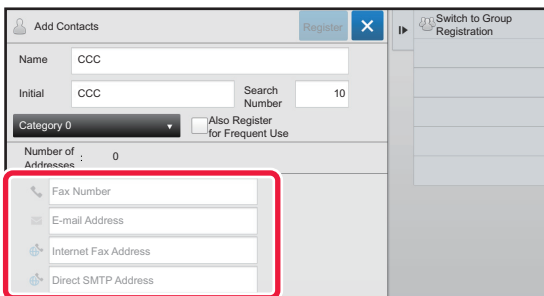 Add Contacts
Register
Switch to Group
Registration
Name
CCC
Initial
CCC
Search
Number
10
Category 0
Also Register
for Frequent Use
Number of
Addresses
:
0
Fax Number
E-mail Address
Internet Fax Address
Direct SMTP Address